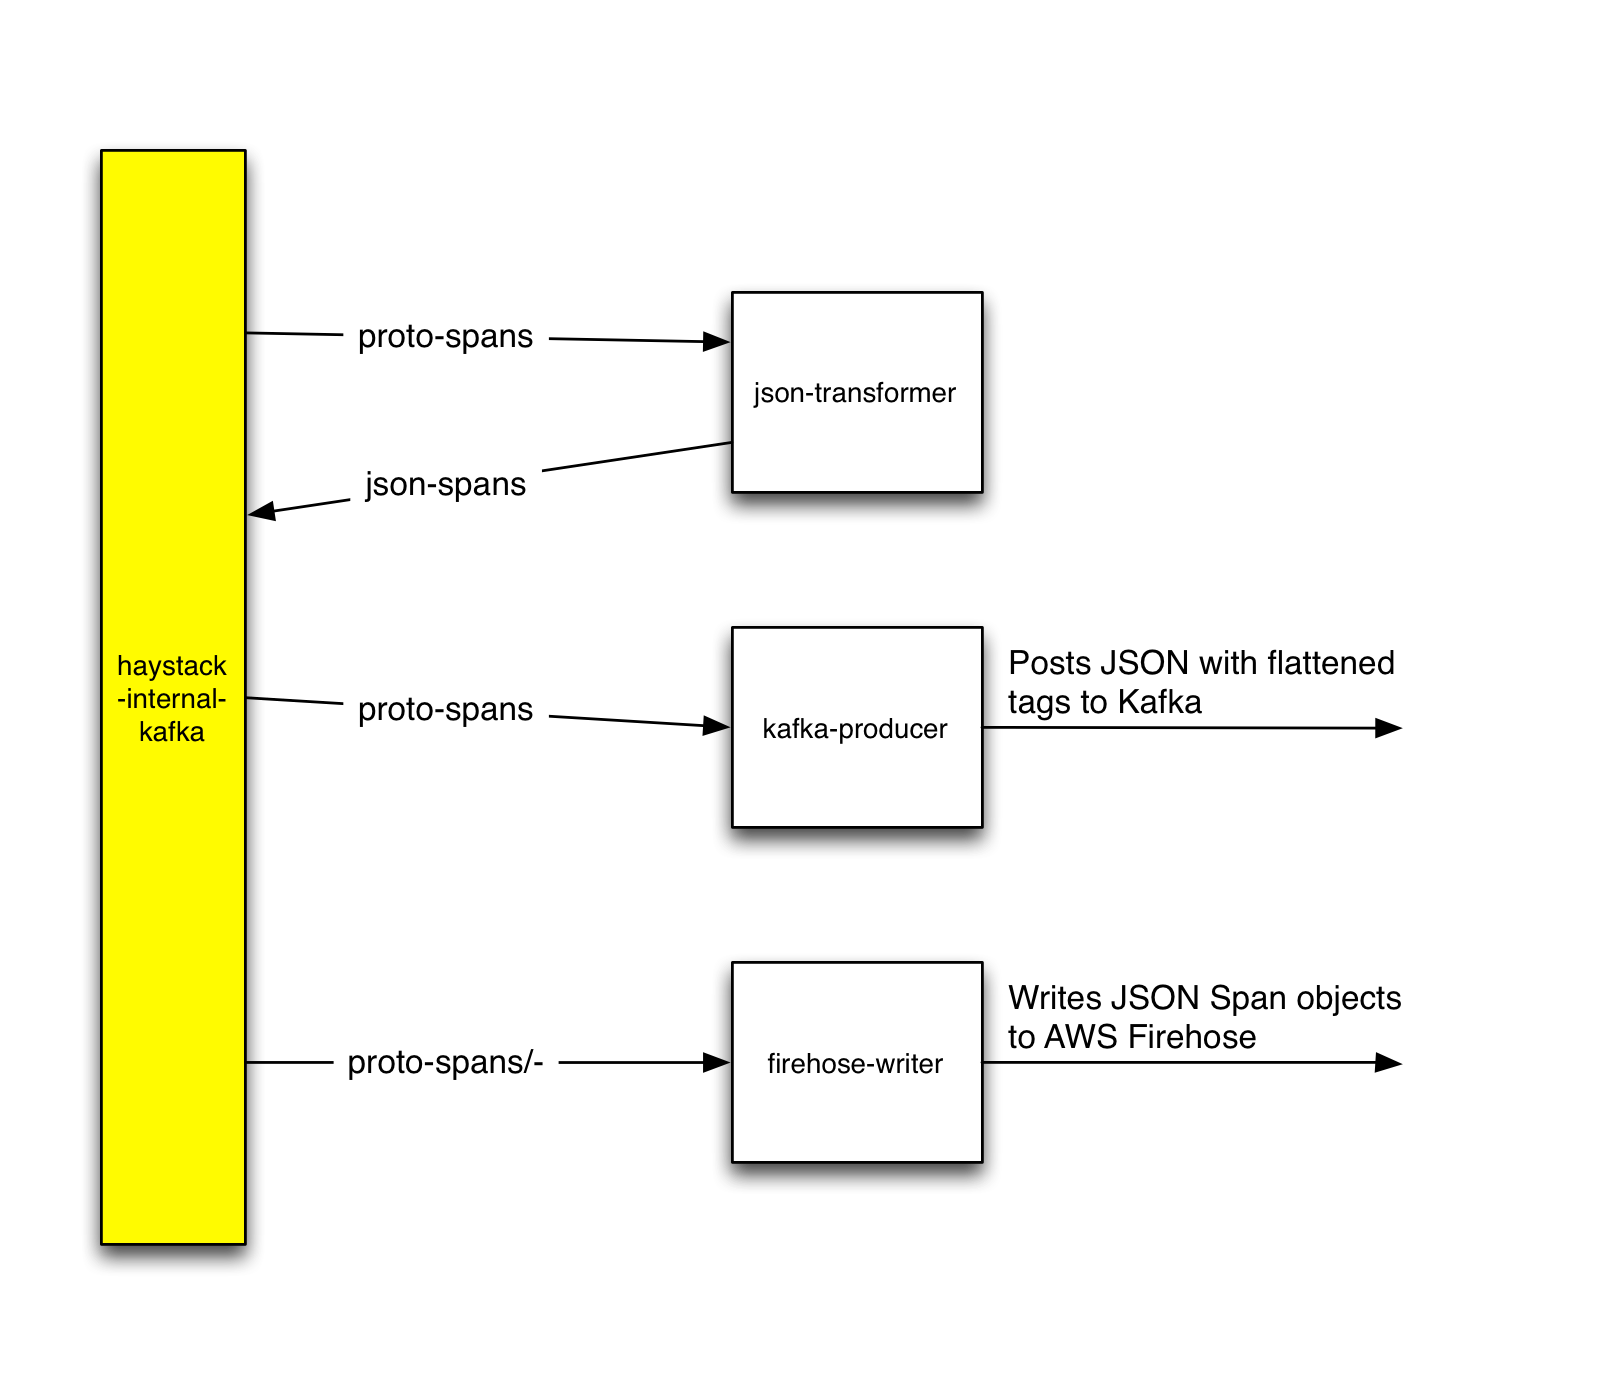 proto-spans
json-transformer
json-spans
haystack
-internal-
kafka
proto-spans
kafka-producer
Posts JSON with flattened
tags to Kafka
proto-spans/-
firehose-writer
Writes JSON Span objects
to AWS Firehose